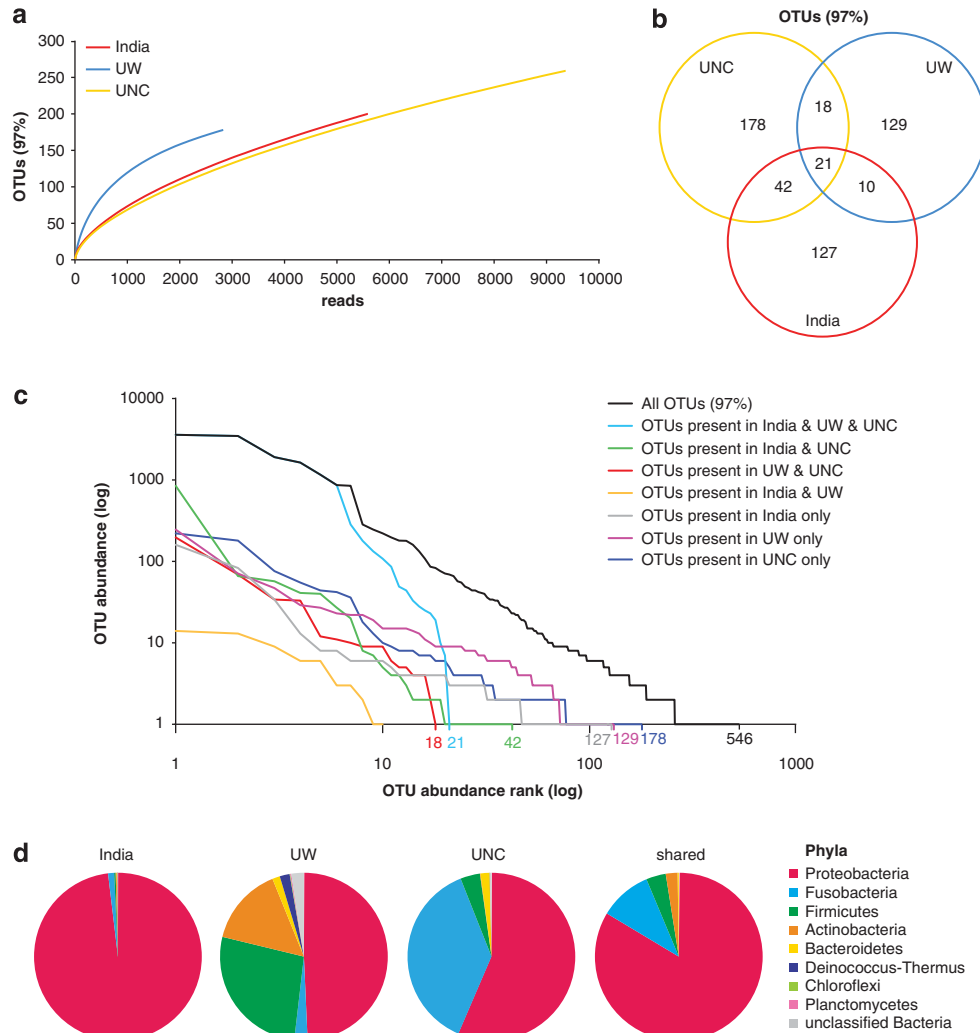 a
300
250
200
150
100
50
0
OTUs (97%)
India
UW
UNC
0 1000 2000 3000 4000 5000 6000 7000 8000 9000 10000
reads
b
OTUs (97%)
UNC
UW
18
178
129
21
42
10
127
India
c
10000
1000
100
10
1
OTU abundance (log)
All OTUs (97%)
OTUs present in India & UW & UNC
OTUs present in India & UNC
OTUs present in UW & UNC
OTUs present in India & UW
OTUs present in India only
OTUs present in UW only
OTUs present in UNC only
18 21 42 127 129 178 546
1 10 100 1000
OTU abundance rank (log)
d
India
UW
UNC
shared
Phyla
Proteobacteria
Fusobacteria
Firmicutes
Actinobacteria
Bacteroidetes
Deinococcus-Thermus
Chloroflexi
Planctomycetes
unclassified Bacteria